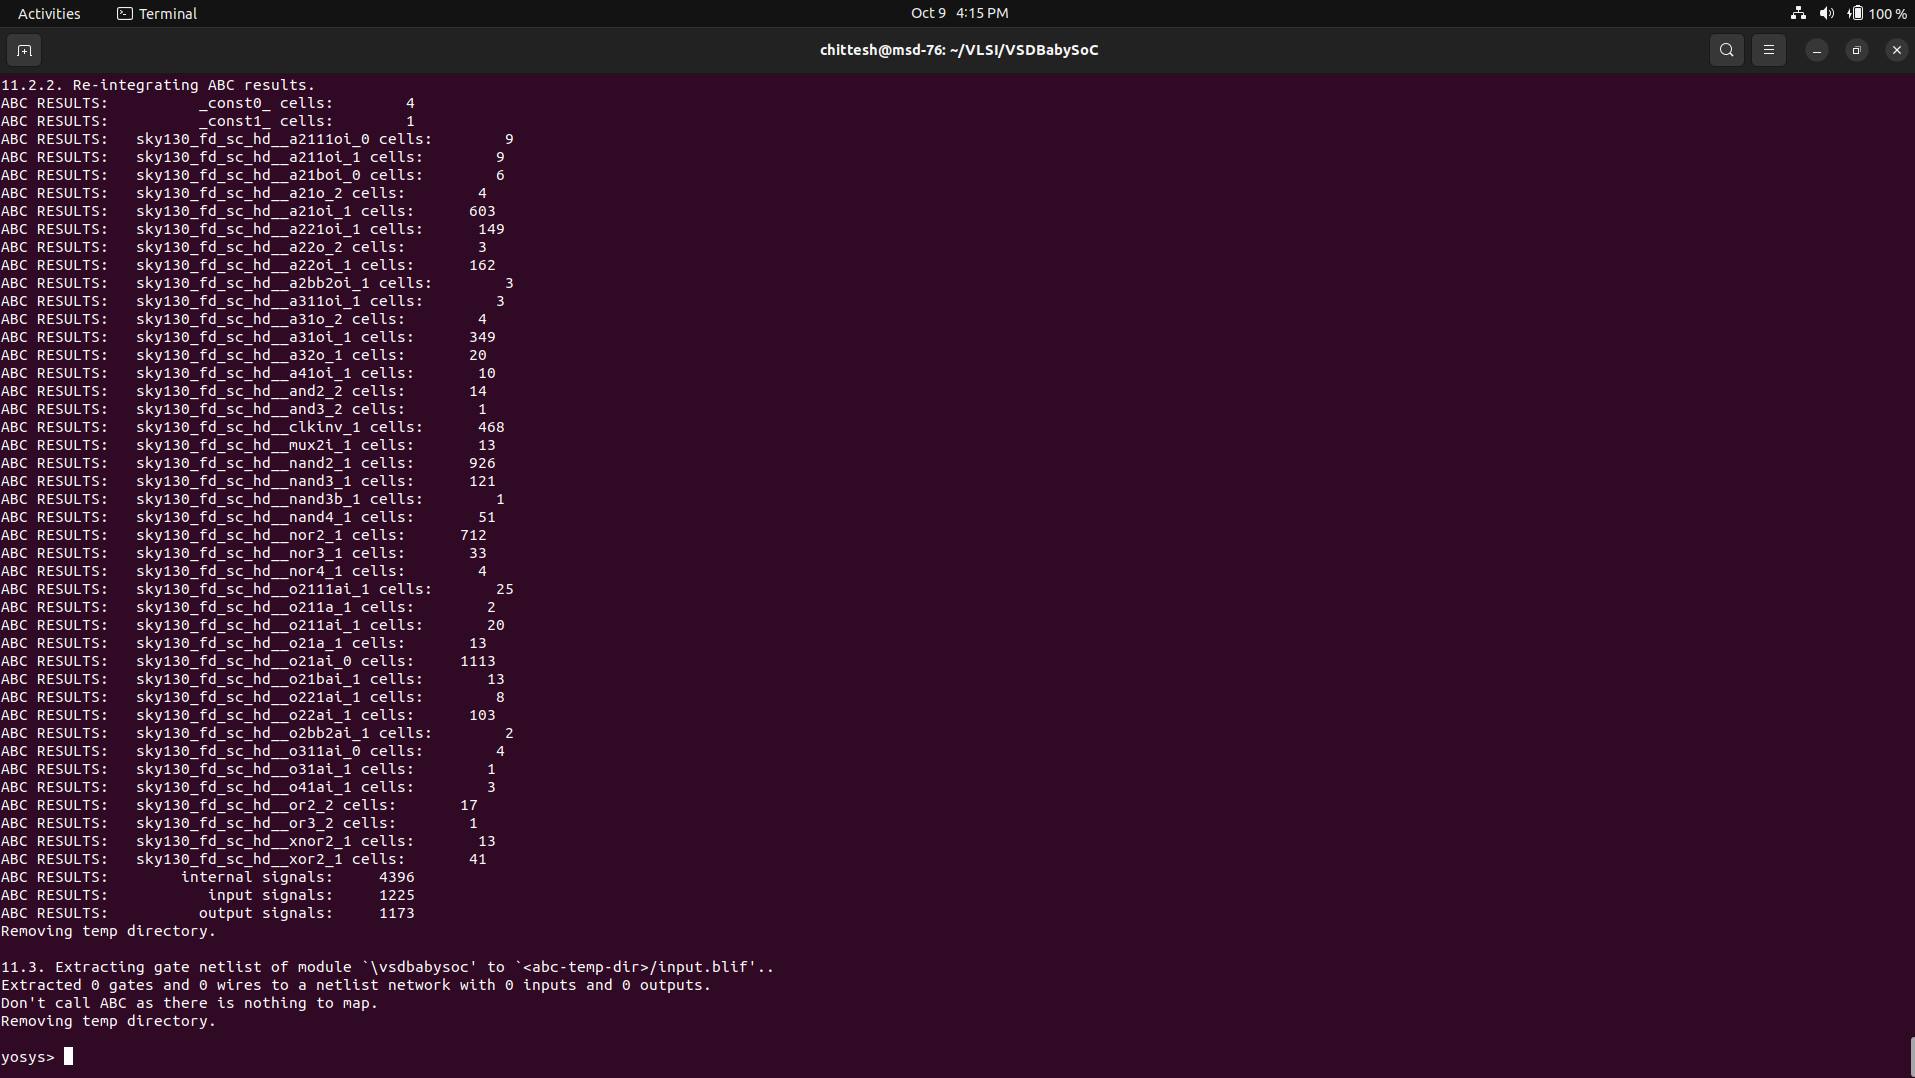 Activities Terminal Oct 9 4:15 PM 100 %
chittesh@msd-76: ~/VLSI/VSDBabySoC
11.2.2. Re-integrating ABC results.
ABC RESULTS: _const0_ cells: 4
ABC RESULTS: _const1_ cells: 1
ABC RESULTS: sky130_fd_sc_hd__a2111oi_0 cells: 9
ABC RESULTS: sky130_fd_sc_hd__a211oi_1 cells: 9
ABC RESULTS: sky130_fd_sc_hd__a21boi_0 cells: 6
ABC RESULTS: sky130_fd_sc_hd__a21o_2 cells: 4
ABC RESULTS: sky130_fd_sc_hd__a21oi_1 cells: 603
ABC RESULTS: sky130_fd_sc_hd__a221oi_1 cells: 149
ABC RESULTS: sky130_fd_sc_hd__a22o_2 cells: 3
ABC RESULTS: sky130_fd_sc_hd__a22oi_1 cells: 162
ABC RESULTS: sky130_fd_sc_hd__a2bb2oi_1 cells: 3
ABC RESULTS: sky130_fd_sc_hd__a311oi_1 cells: 3
ABC RESULTS: sky130_fd_sc_hd__a31o_2 cells: 4
ABC RESULTS: sky130_fd_sc_hd__a31oi_1 cells: 349
ABC RESULTS: sky130_fd_sc_hd__a32o_1 cells: 20
ABC RESULTS: sky130_fd_sc_hd__a41oi_1 cells: 10
ABC RESULTS: sky130_fd_sc_hd__and2_2 cells: 14
ABC RESULTS: sky130_fd_sc_hd__and3_2 cells: 1
ABC RESULTS: sky130_fd_sc_hd__clkinv_1 cells: 468
ABC RESULTS: sky130_fd_sc_hd__mux2i_1 cells: 13
ABC RESULTS: sky130_fd_sc_hd__nand2_1 cells: 926
ABC RESULTS: sky130_fd_sc_hd__nand3_1 cells: 121
ABC RESULTS: sky130_fd_sc_hd__nand3b_1 cells: 1
ABC RESULTS: sky130_fd_sc_hd__nand4_1 cells: 51
ABC RESULTS: sky130_fd_sc_hd__nor2_1 cells: 712
ABC RESULTS: sky130_fd_sc_hd__nor3_1 cells: 33
ABC RESULTS: sky130_fd_sc_hd__nor4_1 cells: 4
ABC RESULTS: sky130_fd_sc_hd__o2111ai_1 cells: 25
ABC RESULTS: sky130_fd_sc_hd__o211a_1 cells: 2
ABC RESULTS: sky130_fd_sc_hd__o211ai_1 cells: 20
ABC RESULTS: sky130_fd_sc_hd__o21a_1 cells: 13
ABC RESULTS: sky130_fd_sc_hd__o21ai_0 cells: 1113
ABC RESULTS: sky130_fd_sc_hd__o21bai_1 cells: 13
ABC RESULTS: sky130_fd_sc_hd__o221ai_1 cells: 8
ABC RESULTS: sky130_fd_sc_hd__o22ai_1 cells: 103
ABC RESULTS: sky130_fd_sc_hd__o2bb2ai_1 cells: 2
ABC RESULTS: sky130_fd_sc_hd__o311ai_0 cells: 4
ABC RESULTS: sky130_fd_sc_hd__o31ai_1 cells: 1
ABC RESULTS: sky130_fd_sc_hd__o41ai_1 cells: 3
ABC RESULTS: sky130_fd_sc_hd__or2_2 cells: 17
ABC RESULTS: sky130_fd_sc_hd__or3_2 cells: 1
ABC RESULTS: sky130_fd_sc_hd__xnor2_1 cells: 13
ABC RESULTS: sky130_fd_sc_hd__xor2_1 cells: 41
ABC RESULTS: internal signals: 4396
ABC RESULTS: input signals: 1225
ABC RESULTS: output signals: 1173
Removing temp directory.
11.3. Extracting gate netlist of module `\vsdbabysoc' to `<abc-temp-dir>/input.blif'..
Extracted 0 gates and 0 wires to a netlist network with 0 inputs and 0 outputs.
Don't call ABC as there is nothing to map.
Removing temp directory.
yosys>